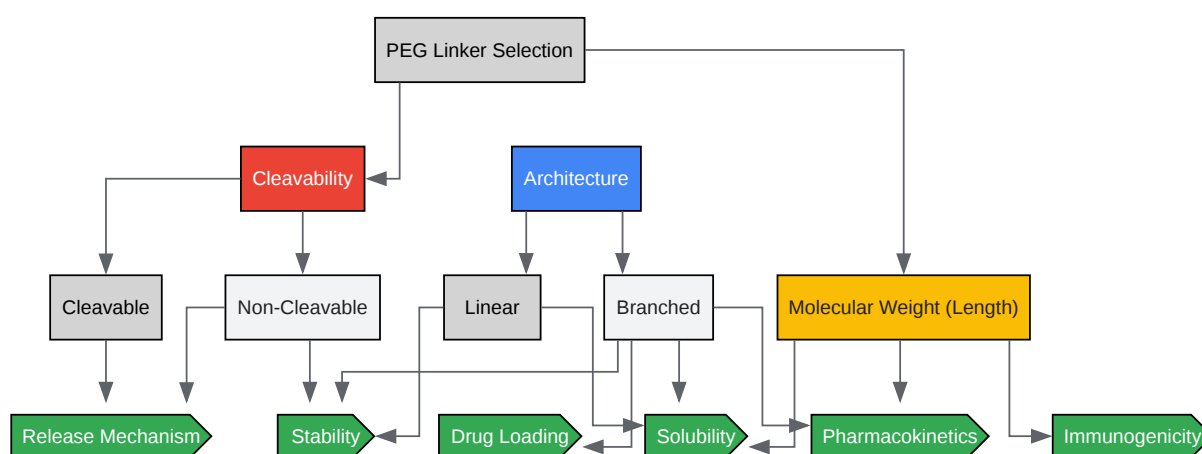 PEG Linker Selection
Cleavability
Architecture
Cleavable
Non-Cleavable
Linear
Branched
Molecular Weight (Length)
Release Mechanism
Stability
Drug Loading
Solubility
Pharmacokinetics
Immunogenicity